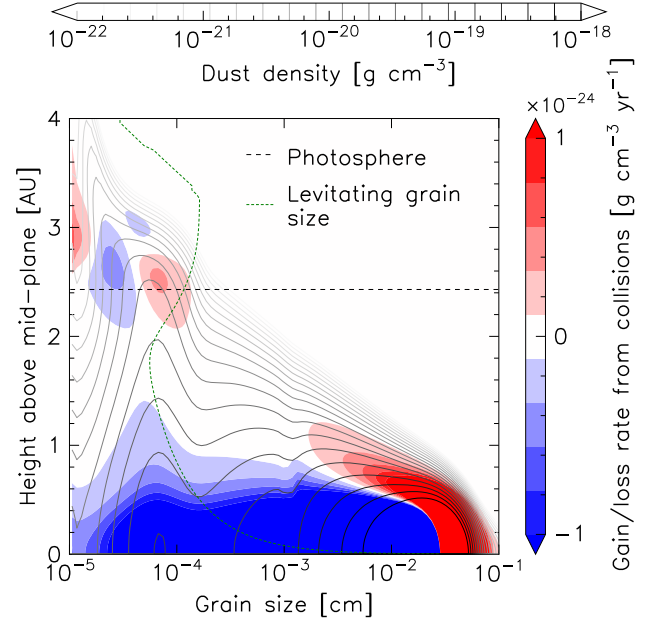 10−22 10−21 10−20 10−19 10−18
Dust density [g cm−3]
×10−24
4
3
2
1
0
Height above mid−plane [AU]
Photosphere
Levitating grain
size
10−5 10−4 10−3 10−2 10−1
Grain size [cm]
1
0
−1
Gain/loss rate from collisions [g cm−3 yr−1]